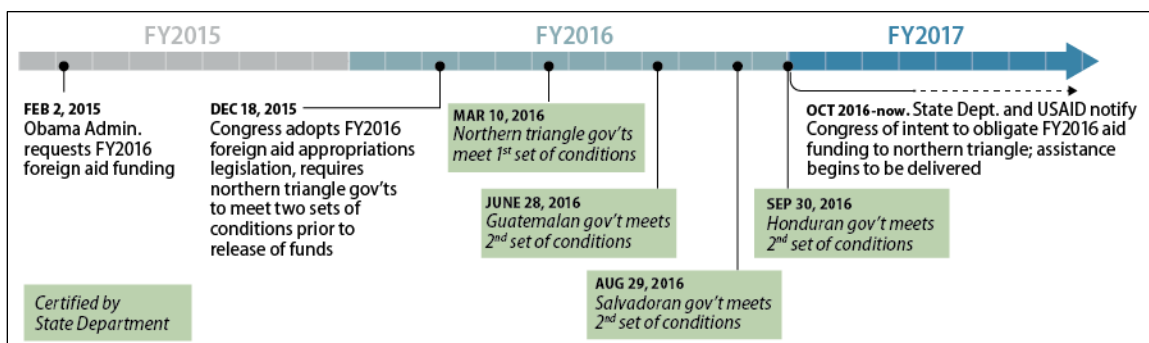 FY2015
FY2016
FY2017
FEB 2, 2015
Obama Admin.
requests FY2016
foreign aid funding
DEC 18, 2015
Congress adopts FY2016
foreign aid appropriations
legislation, requires
northern triangle gov'ts
to meet two sets of
conditions prior to
release of funds
MAR 10, 2016
Northern triangle gov'ts
meet 1st set of conditions
JUNE 28, 2016
Guatemalan gov't meets
2nd set of conditions
AUG 29, 2016
Salvadoran gov't meets
2nd set of conditions
SEP 30, 2016
Honduran gov't meets
2nd set of conditions
OCT 2016-now. State Dept. and USAID notify
Congress of intent to obligate FY2016 aid
funding to northern triangle; assistance
begins to be delivered
Certified by
State Department